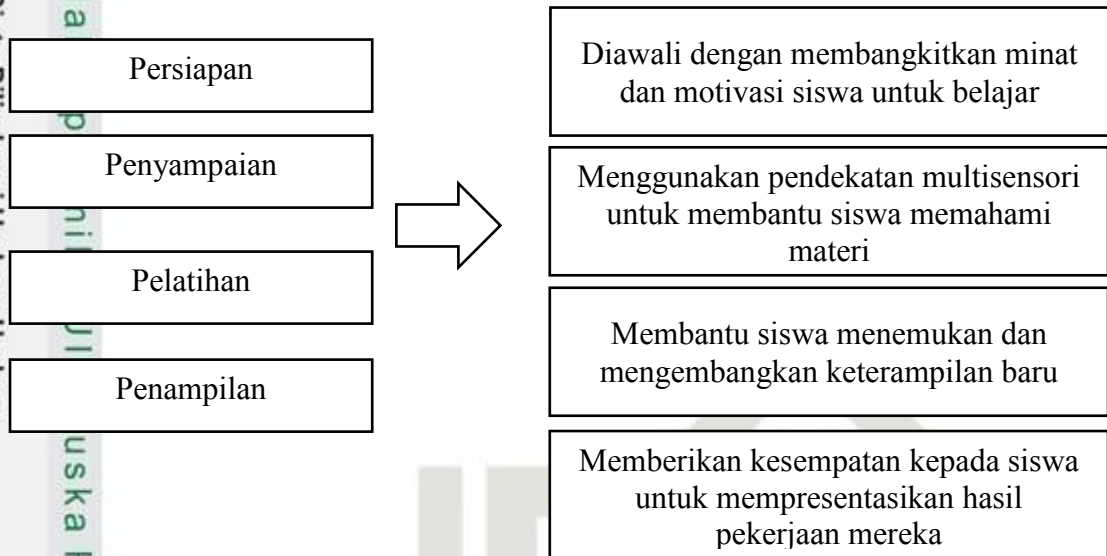 Persiapan
Penyampaian
Pelatihan
Penampilan
Diawali dengan membangkitkan minat
dan motivasi siswa untuk belajar
Menggunakan pendekatan multisensori
untuk membantu siswa memahami
materi
Membantu siswa menemukan dan
mengembangkan keterampilan baru
Memberikan kesempatan kepada siswa
untuk mempresentasikan hasil
pekerjaan mereka
uska